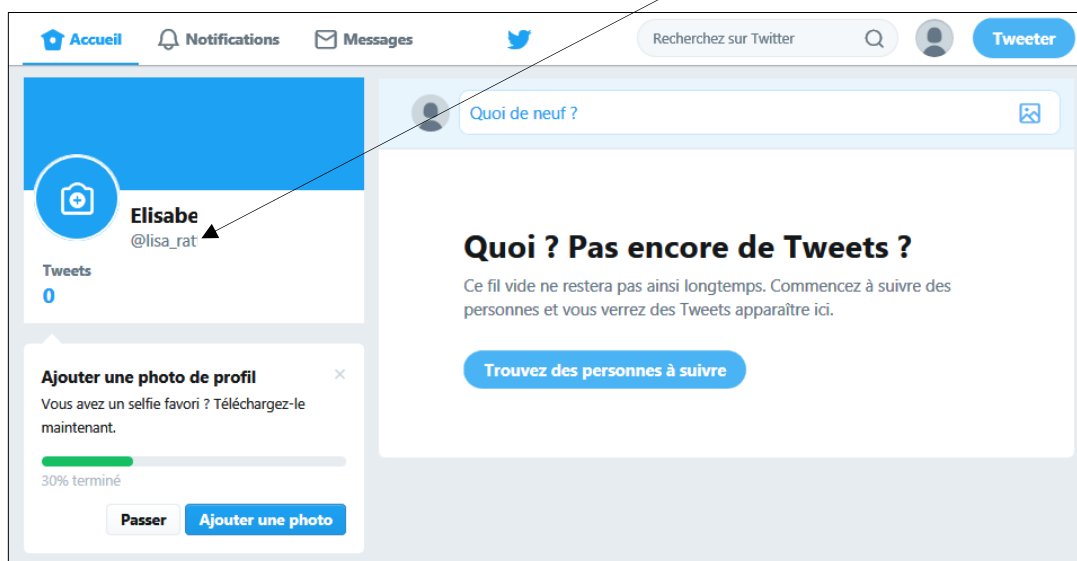 Accueil Notifications Messages Recherchez sur Twitter Tweeter
Quoi de neuf ?
Elisabe
@lisa_rat
Tweets
0
Quoi ? Pas encore de Tweets ?
Ce fil vide ne restera pas ainsi longtemps. Commencez à suivre des
personnes et vous verrez des Tweets apparaître ici.
Trouvez des personnes à suivre
Ajouter une photo de profil
Vous avez un selfie favori ? Téléchargez-le
maintenant.
30% terminé
Passer Ajouter une photo